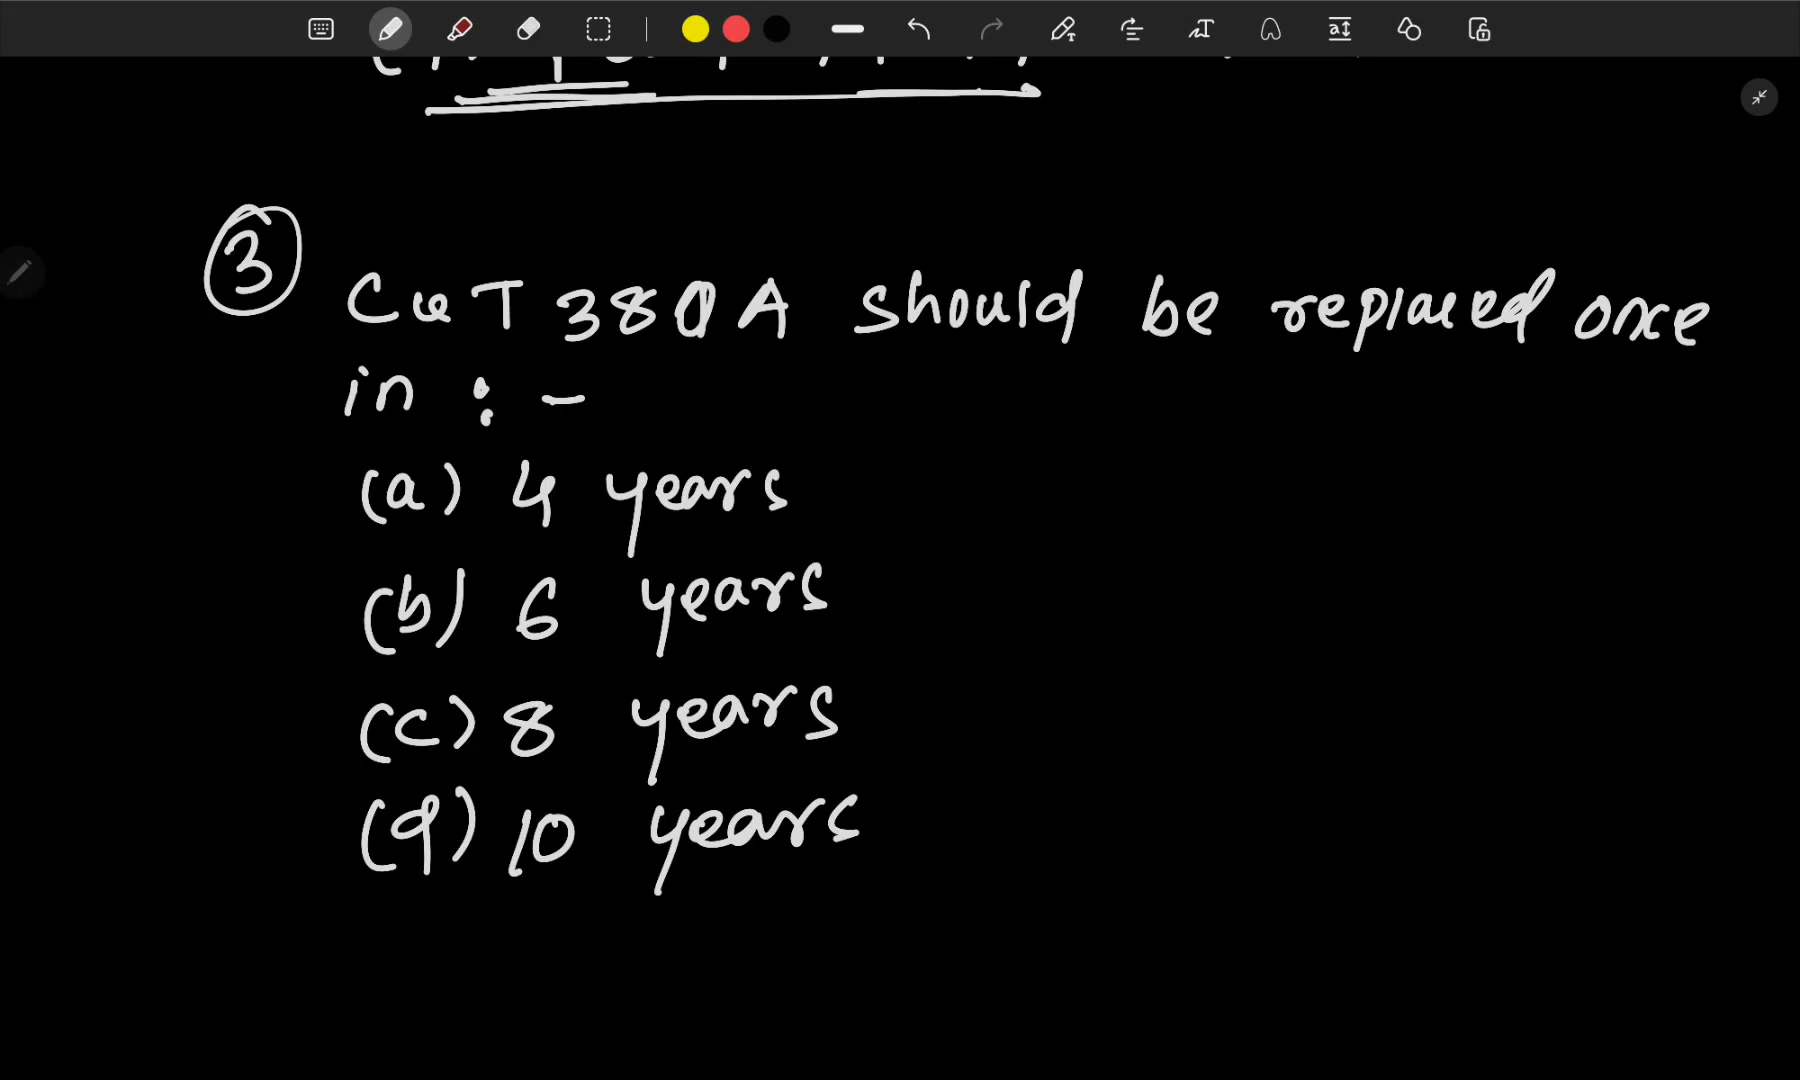 3
CuT 380A should be replaced once
in : -
(a) 4 years
(b) 6 years
(c) 8 years
(d) 10 years